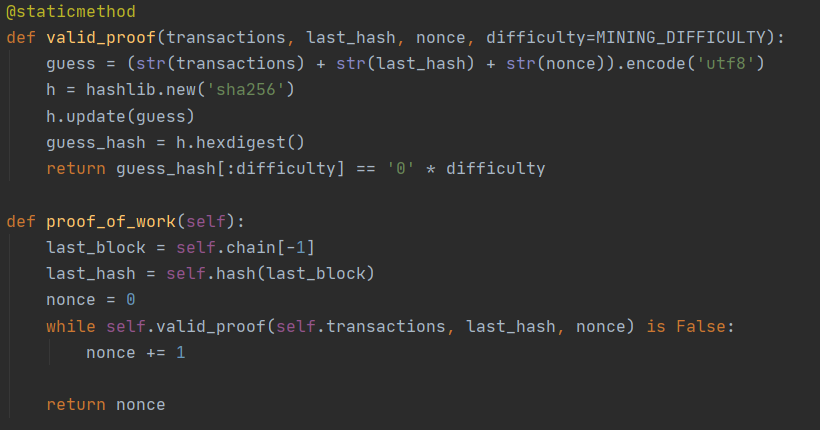 @staticmethod
def valid_proof(transactions, last_hash, nonce, difficulty=MINING_DIFFICULTY):
    guess = (str(transactions) + str(last_hash) + str(nonce)).encode('utf8')
    h = hashlib.new('sha256')
    h.update(guess)
    guess_hash = h.hexdigest()
    return guess_hash[:difficulty] == '0' * difficulty

def proof_of_work(self):
    last_block = self.chain[-1]
    last_hash = self.hash(last_block)
    nonce = 0
    while self.valid_proof(self.transactions, last_hash, nonce) is False:
        nonce += 1

    return nonce